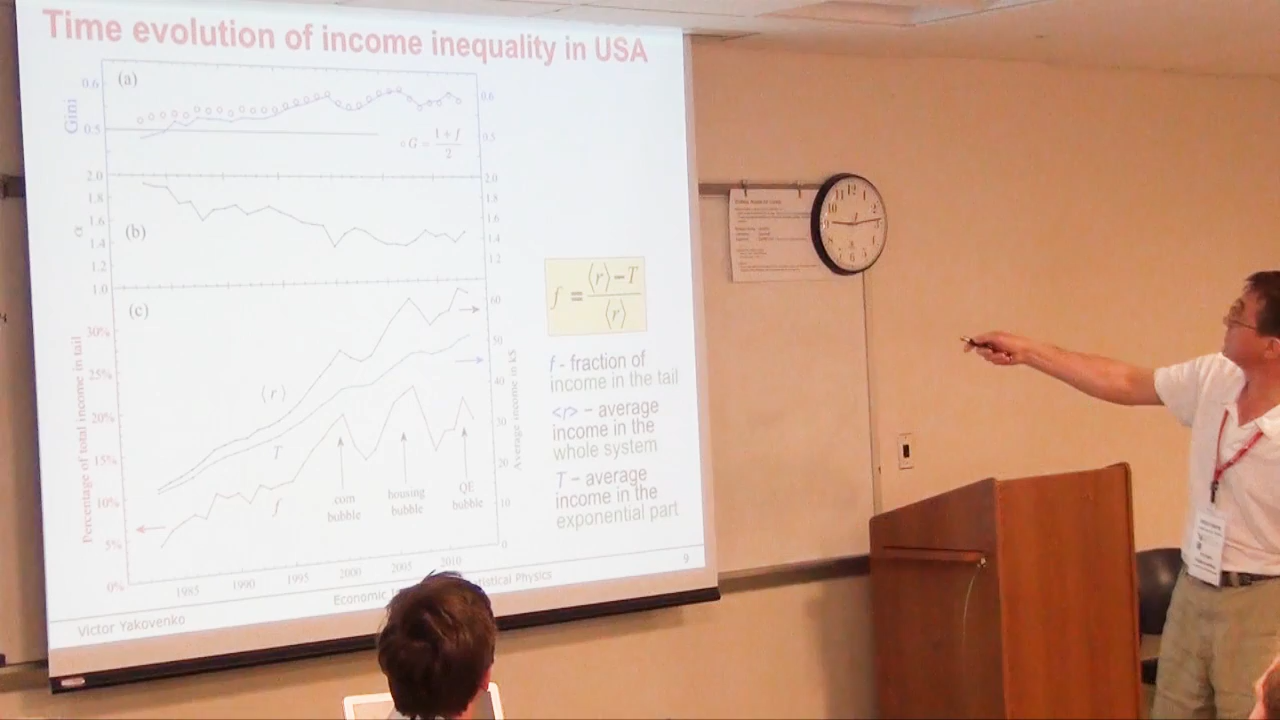 Time evolution of income inequality in USA
(a)
0.6
0.5
Gini
0.6
0.5
G = 1 + f / 2
2.0
1.8
1.6
1.4
1.2
1.0
α
(b)
2.0
1.8
1.6
1.4
1.2
(c)
30%
25%
20%
15%
10%
5%
0%
Percentage of total income in tail
⟨r⟩
T
f
com
bubble
housing
bubble
QE
bubble
60
50
40
30
20
10
0
Average income in k$
1985 1990 1995 2000 2005 2010
f = ⟨r⟩ − T / ⟨r⟩
f - fraction of
income in the tail
<r> – average
income in the
whole system
T – average
income in the
exponential part
Victor Yakovenko
Economic
Physics
9
12
2
6
9
10